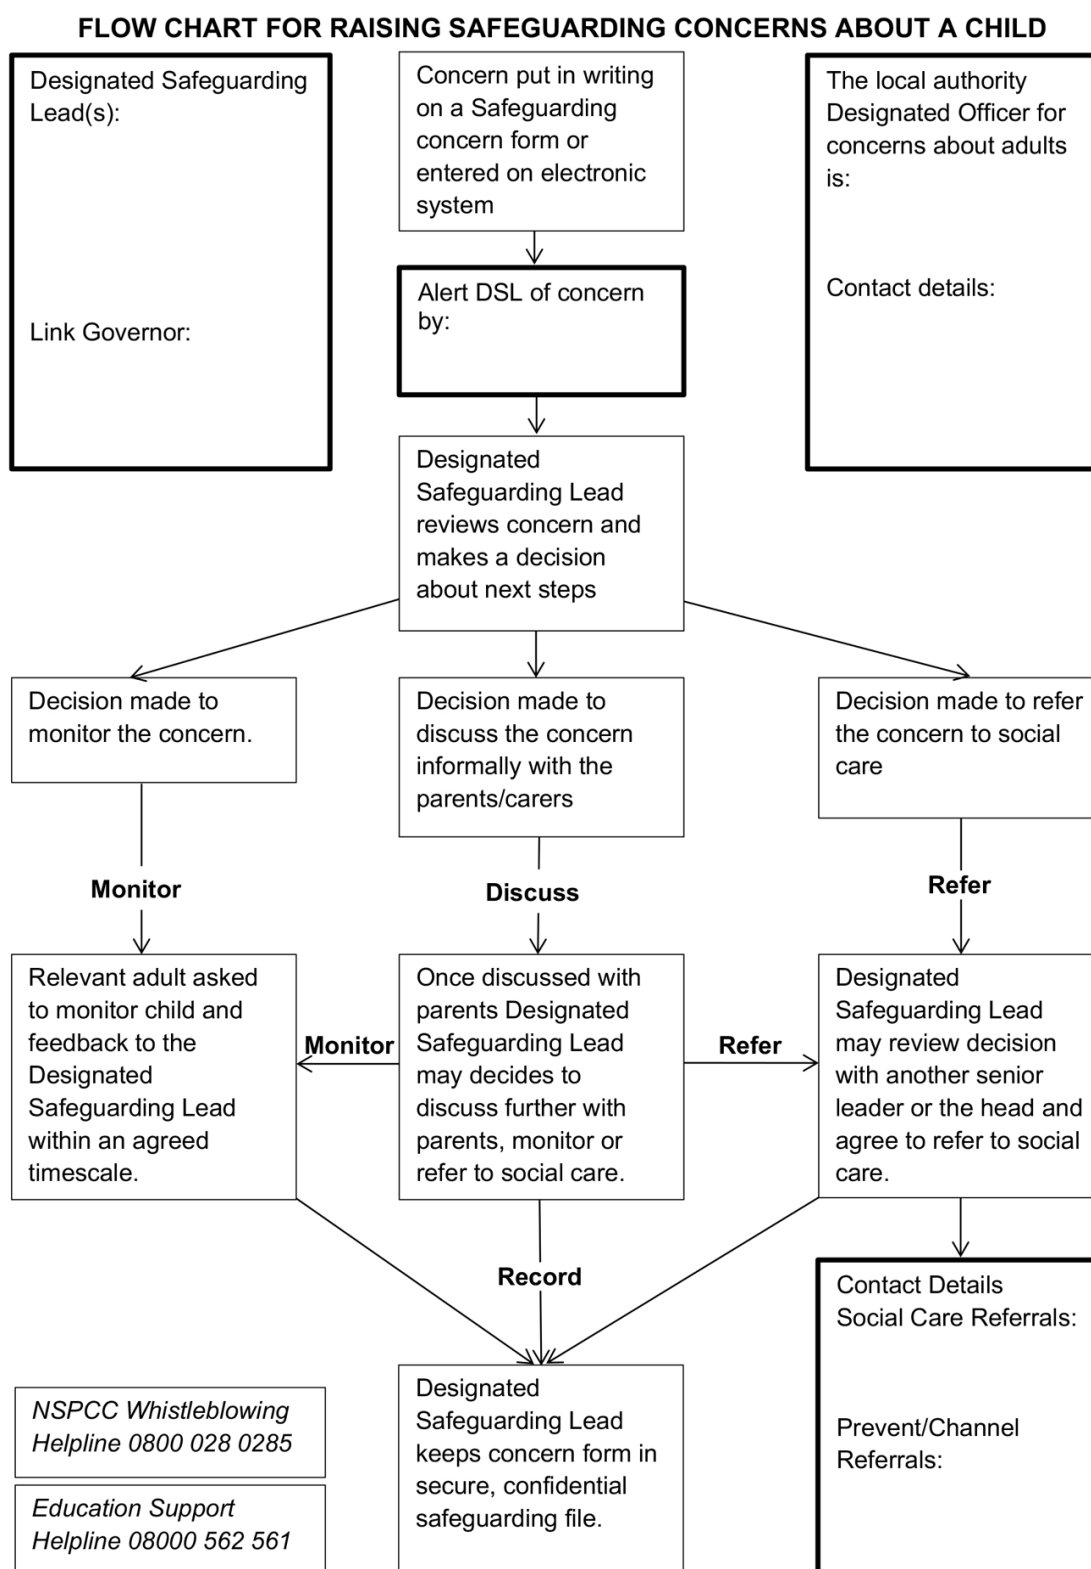 FLOW CHART FOR RAISING SAFEGUARDING CONCERNS ABOUT A CHILD
Designated Safeguarding
Lead(s):
Link Governor:
Concern put in writing
on a Safeguarding
concern form or
entered on electronic
system
The local authority
Designated Officer for
concerns about adults
is:
Contact details:
Alert DSL of concern
by:
Designated
Safeguarding Lead
reviews concern and
makes a decision
about next steps
Decision made to
monitor the concern.
Decision made to
discuss the concern
informally with the
parents/carers
Decision made to refer
the concern to social
care
Monitor
Discuss
Refer
Relevant adult asked
to monitor child and
feedback to the
Designated
Safeguarding Lead
within an agreed
timescale.
Monitor
Once discussed with
parents Designated
Safeguarding Lead
may decides to
discuss further with
parents, monitor or
refer to social care.
Refer
Designated
Safeguarding Lead
may review decision
with another senior
leader or the head and
agree to refer to social
care.
Record
Contact Details
Social Care Referrals:
Prevent/Channel
Referrals:
Designated
Safeguarding Lead
keeps concern form in
secure, confidential
safeguarding file.
NSPCC Whistleblowing
Helpline 0800 028 0285
Education Support
Helpline 08000 562 561